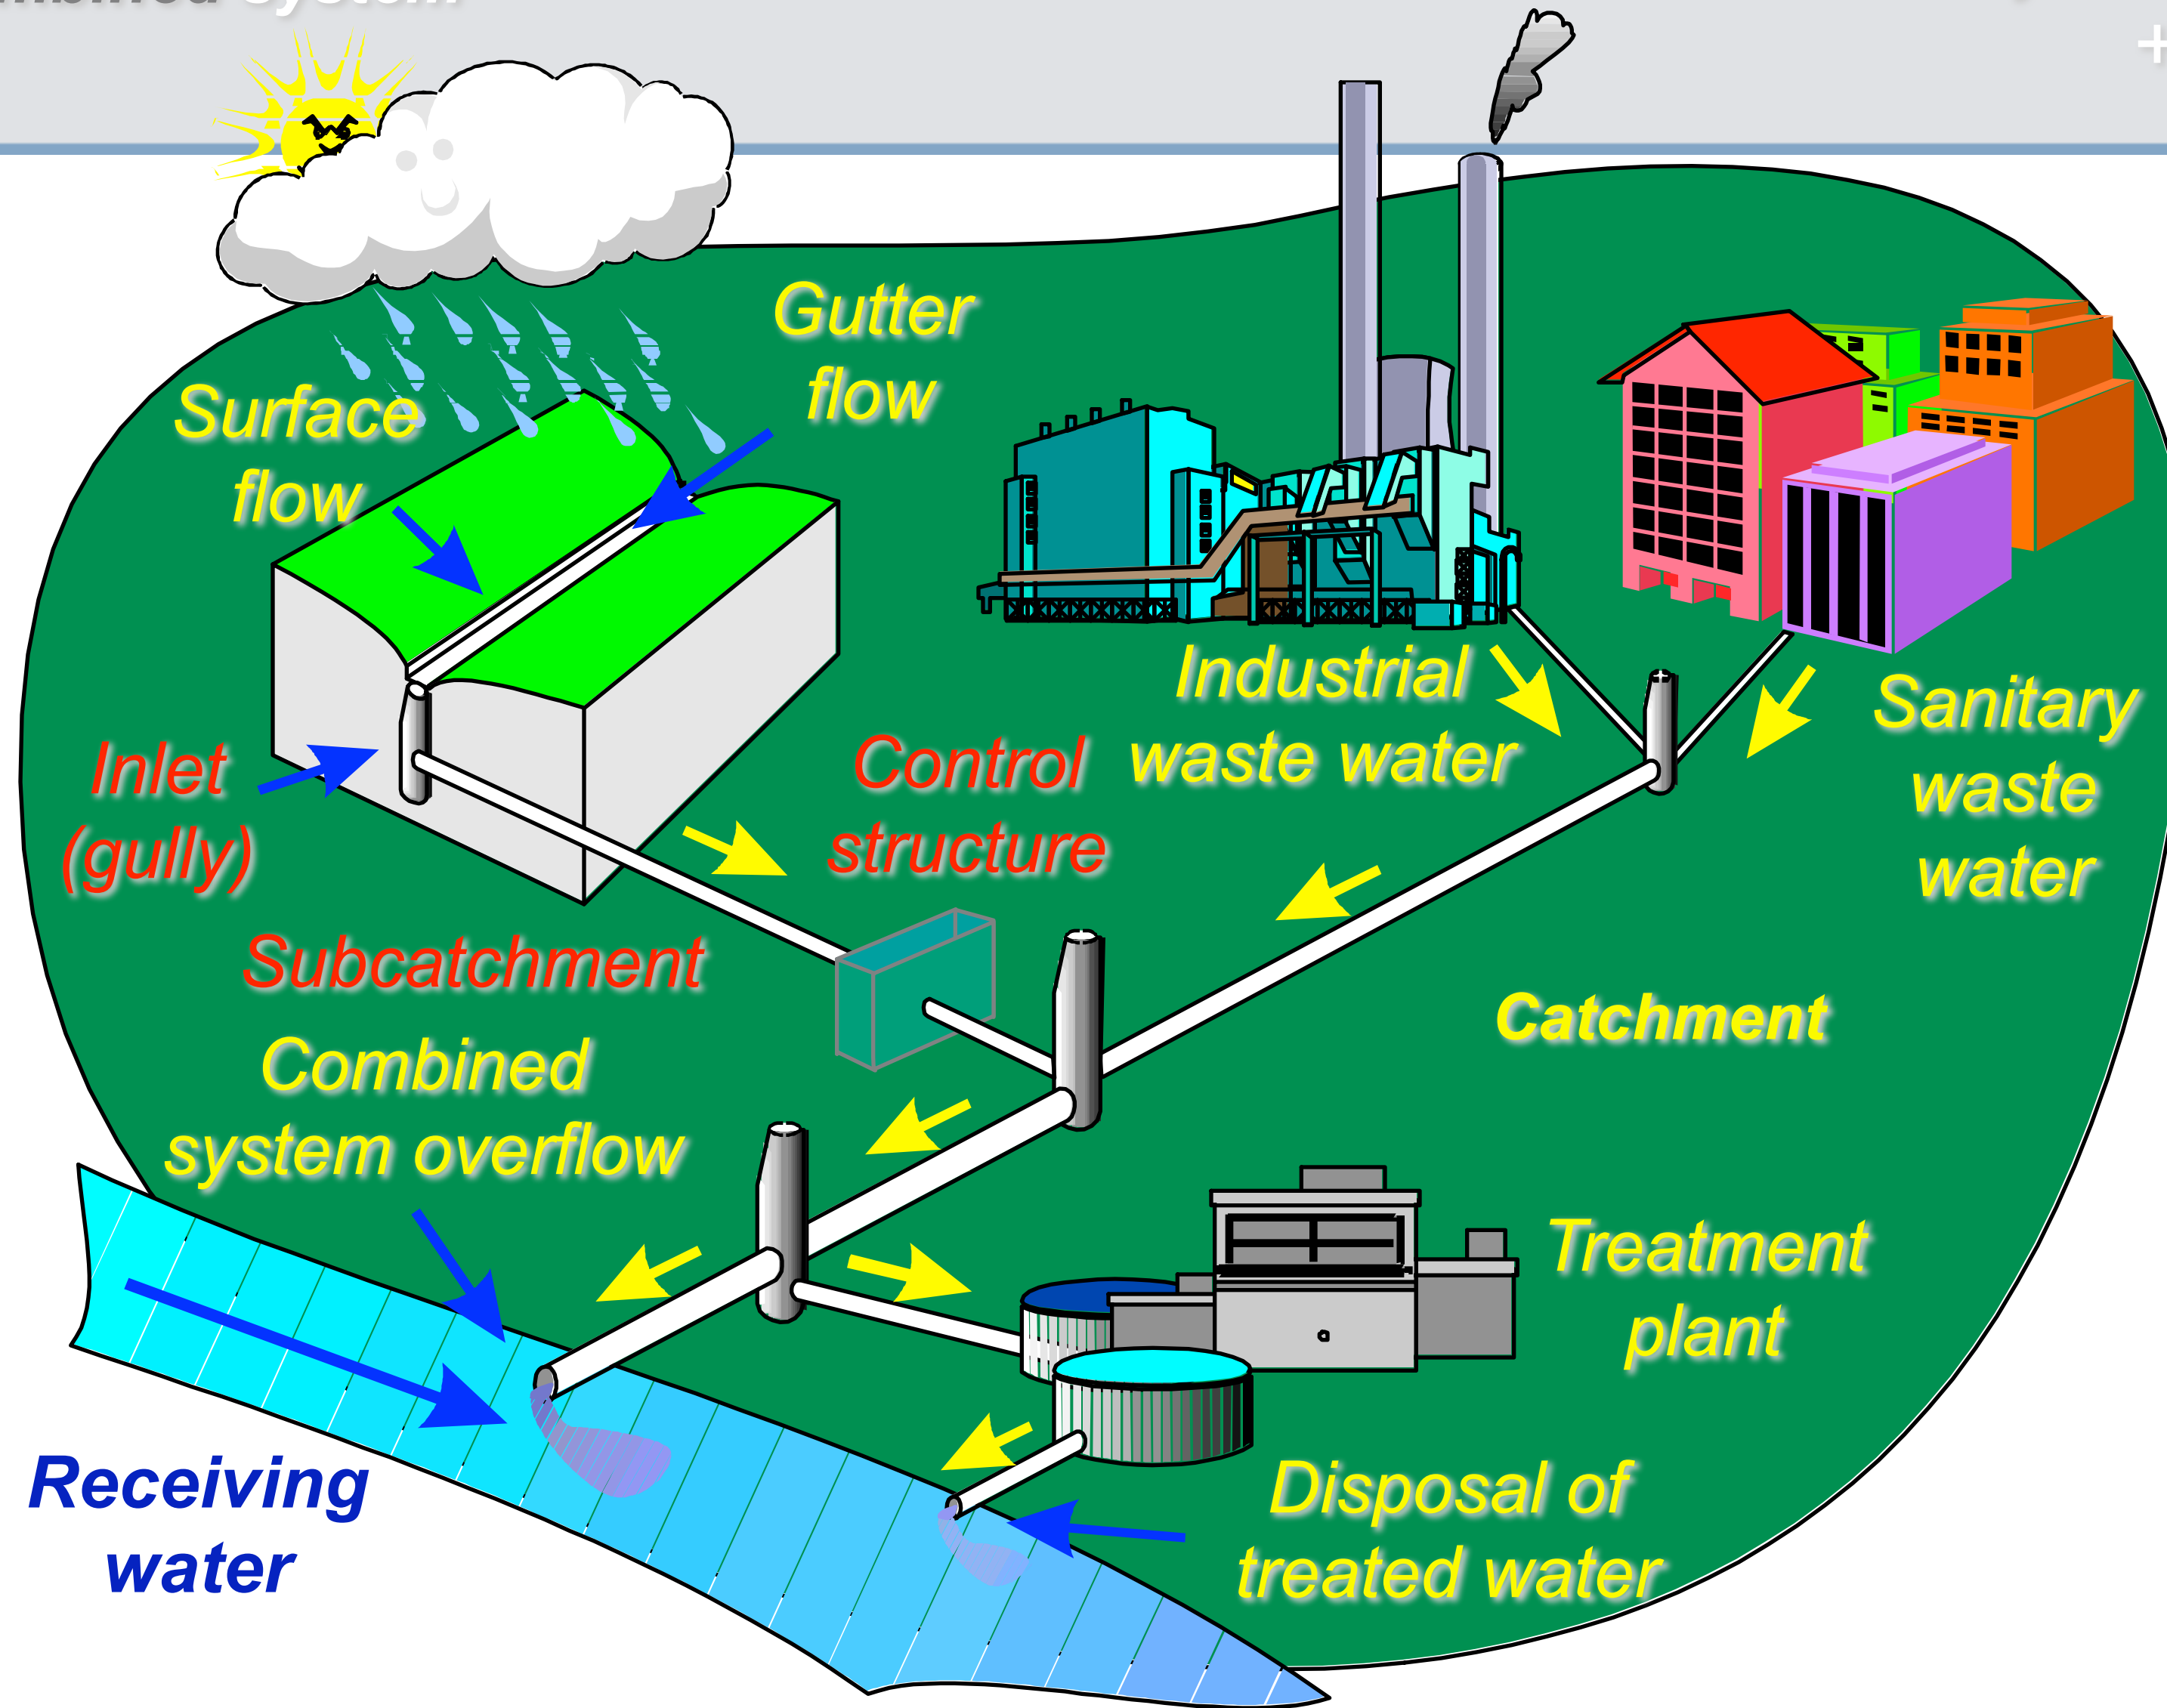 system
+
Gutter
flow
Surface
flow
Industrial
waste water
Sanitary
waste
water
Inlet
(gully)
Control
structure
Subcatchment
Catchment
Combined
system overflow
Treatment
plant
Receiving
water
Disposal of
treated water